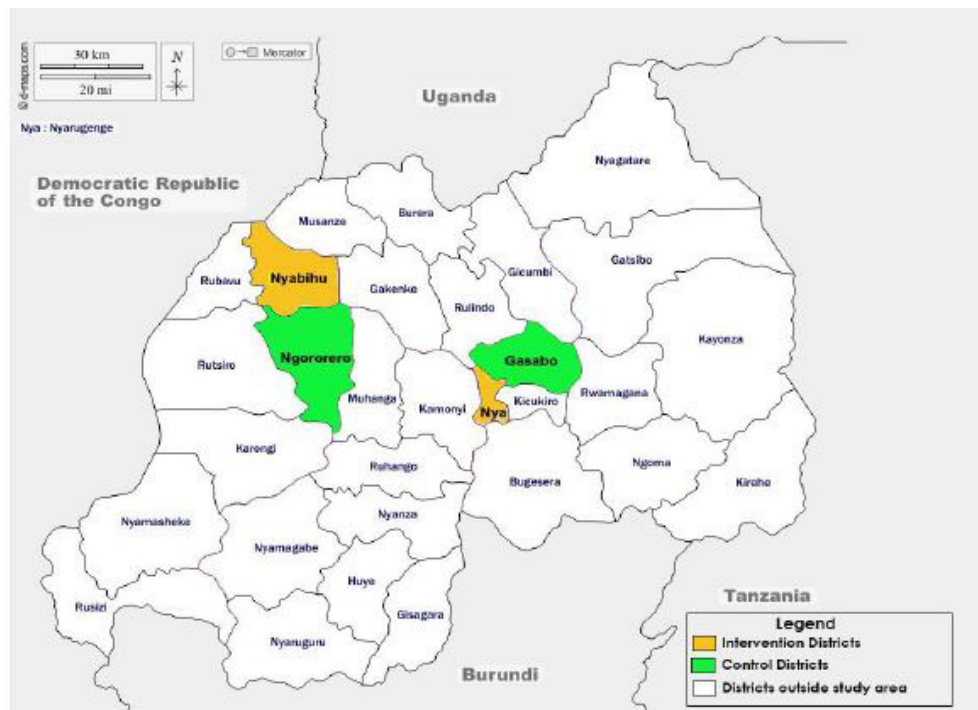 © d-maps.com
30 km
20 mi
N
Mercator
Nya : Nyarugenge
Uganda
Democratic Republic
of the Congo
Nyagatare
Musanze
Burera
Gicumbi
Gatsibo
Rubavu
Nyabihu
Gakenke
Rulindo
Kayonza
Rutsiro
Ngororero
Gasabo
Muhanga
Kamonyi
Nya
Kicukiro
Rwamagana
Karongi
Ruhango
Bugesera
Ngoma
Kirehe
Nyamasheke
Nyanza
Nyamagabe
Huye
Rusizi
Gisagara
Nyaruguru
Tanzania
Burundi
Legend
Intervention Districts
Control Districts
Districts outside study area